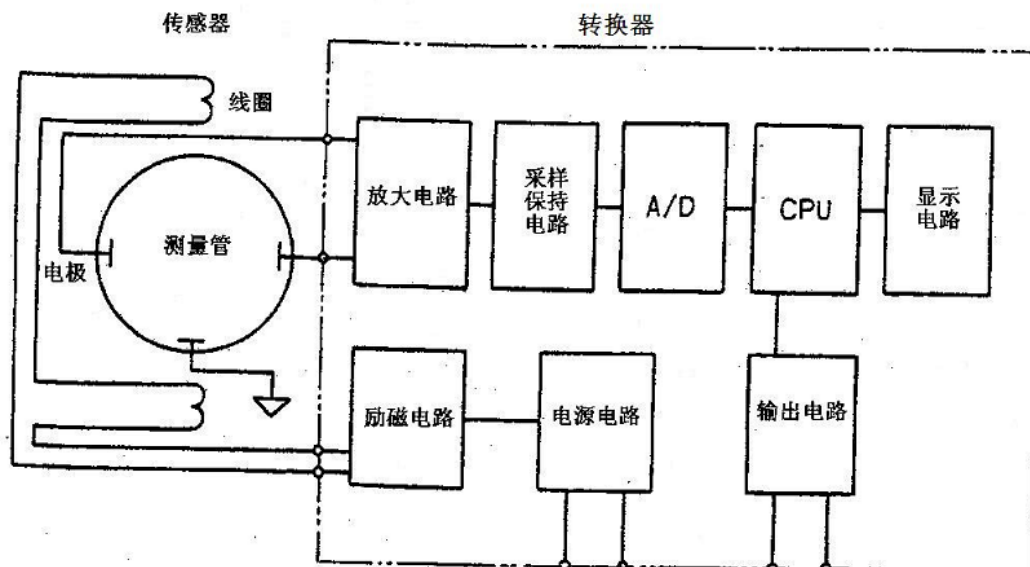 传感器
转换器
线圈
放大电路
采样
保持
电路
A/D
CPU
显示
电路
测量管
电极
励磁电路
电源电路
输出电路